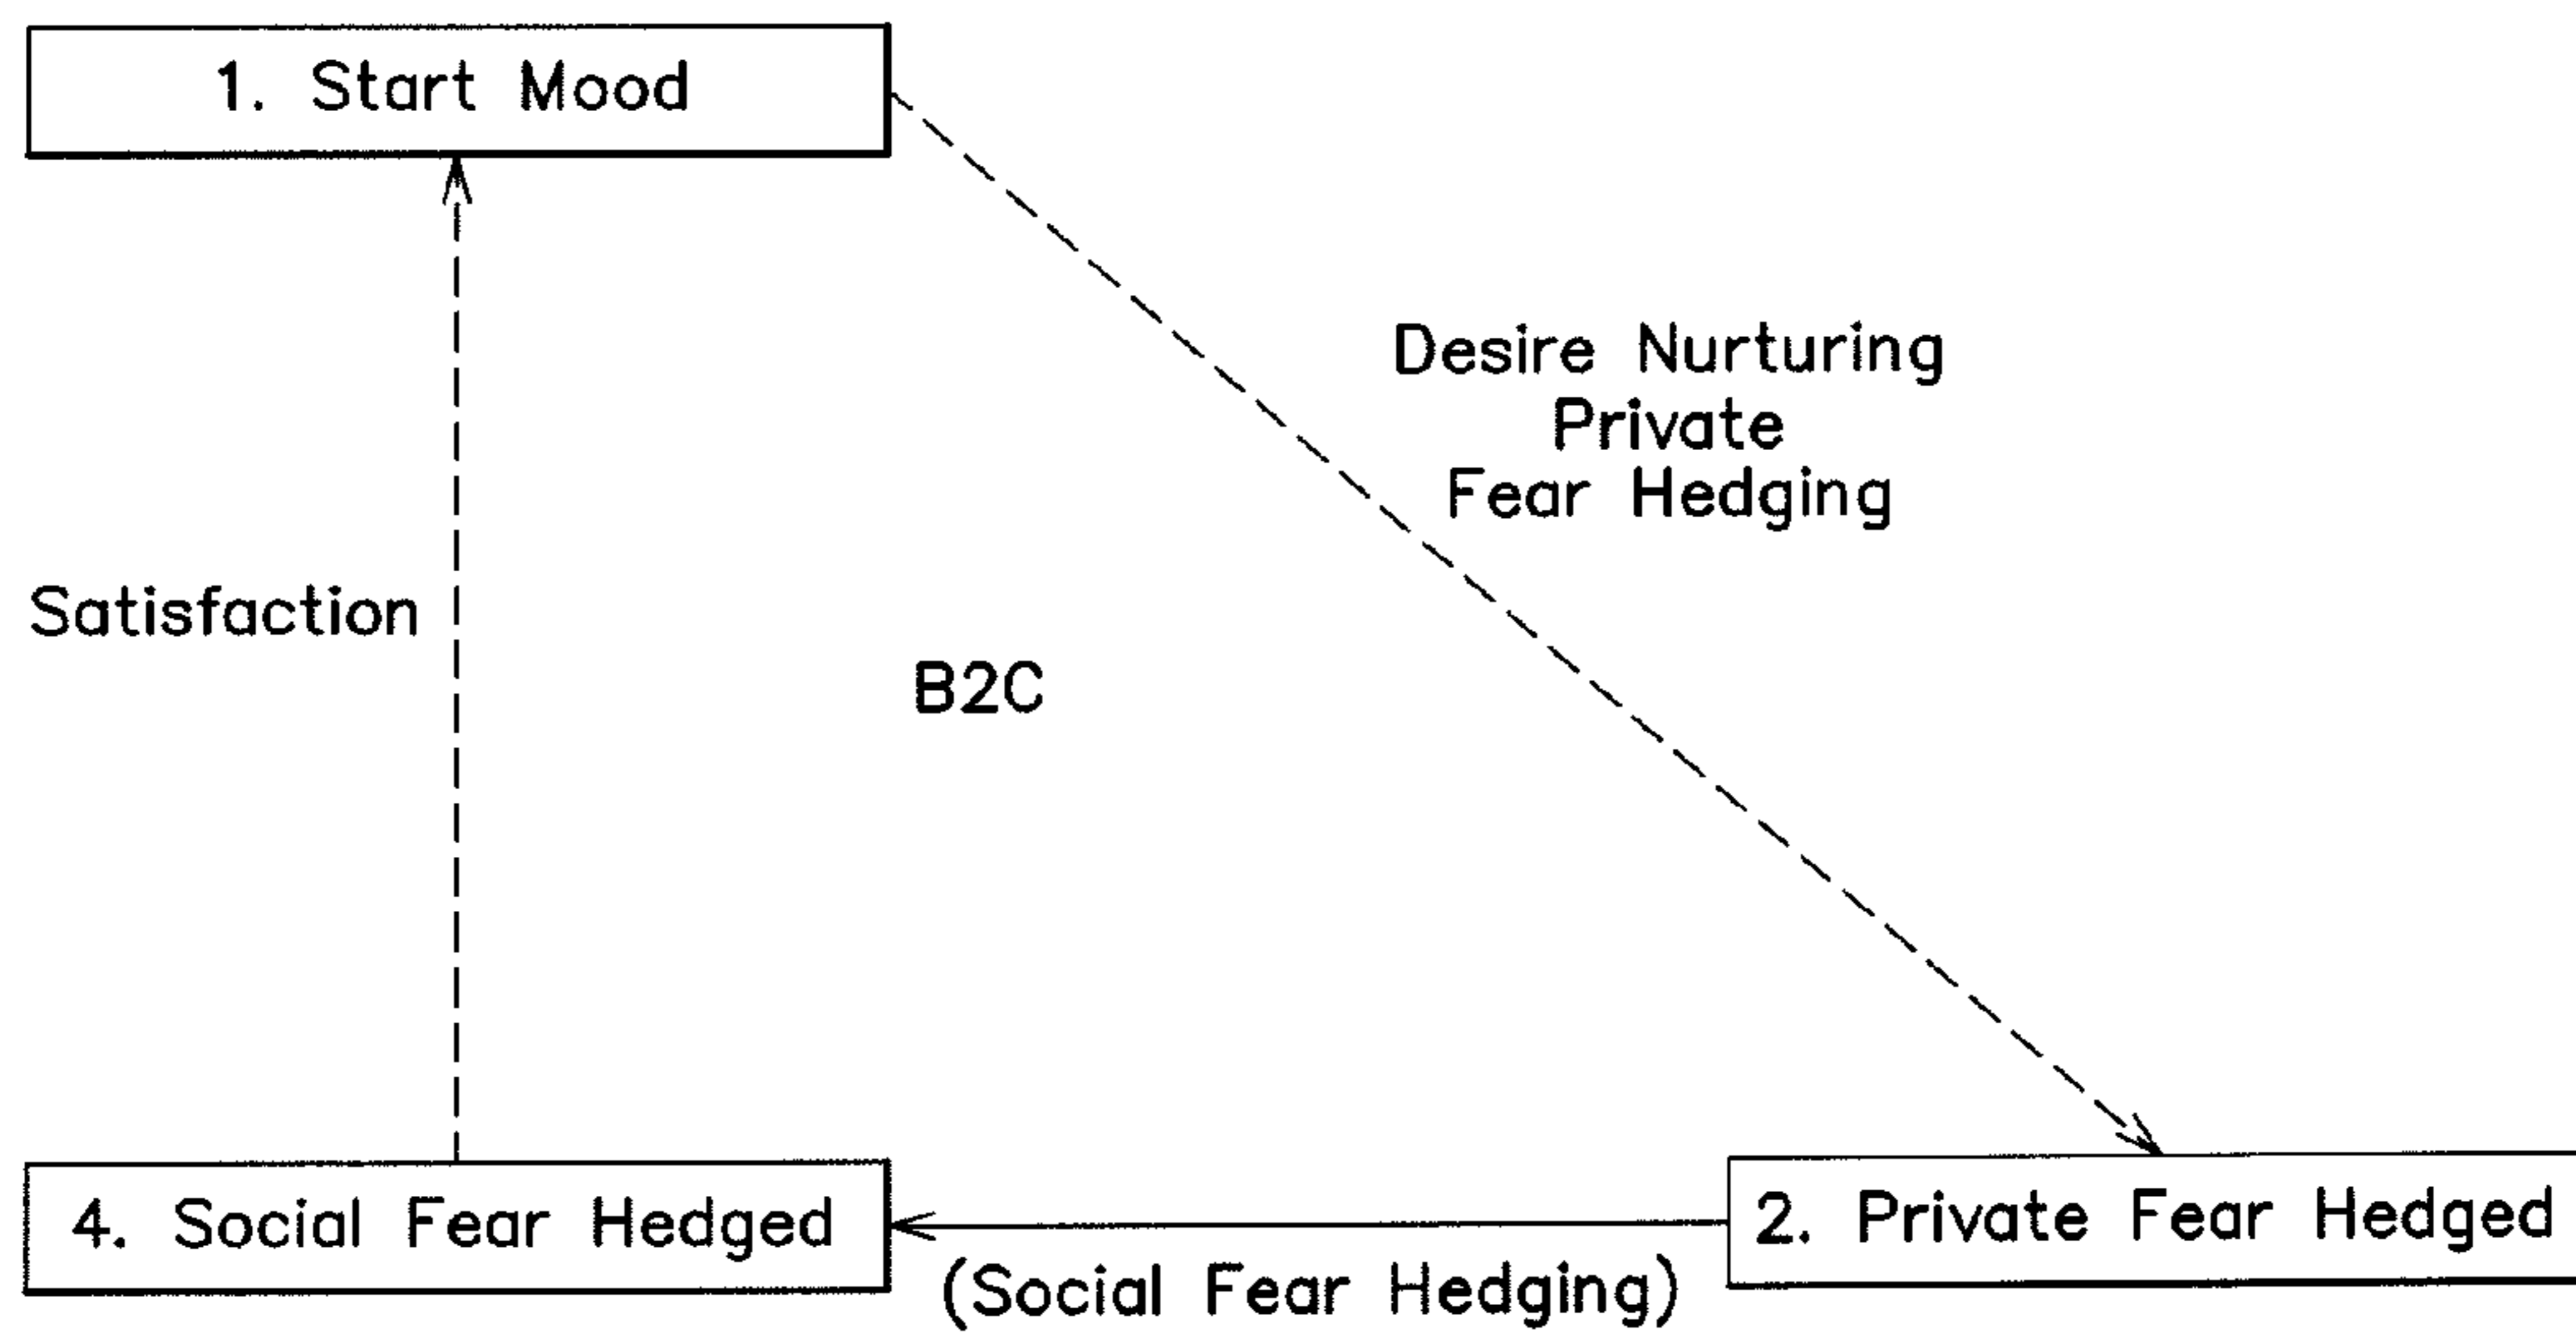 1. Start Mood
Desire Nurturing
Private
Fear Hedging
Satisfaction
B2C
4. Social Fear Hedged
2. Private Fear Hedged
(Social Fear Hedging)